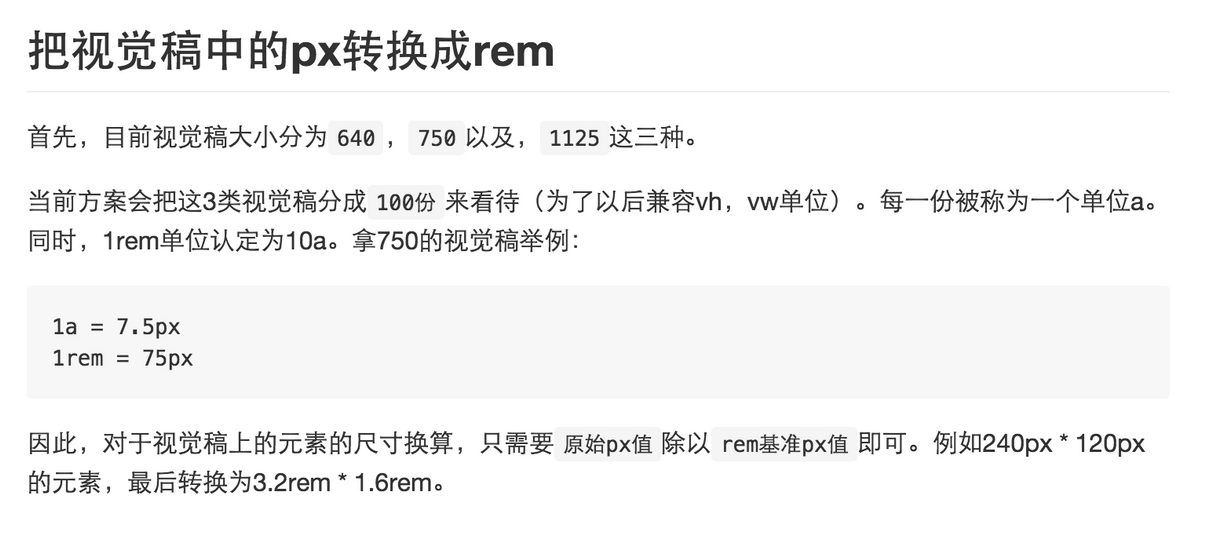 把视觉稿中的px转换成rem
首先，目前视觉稿大小分为 640 ，750 以及，1125 这三种。
当前方案会把这3类视觉稿分成 100份 来看待（为了以后兼容vh，vw单位）。每一份被称为一个单位a。
同时，1rem单位认定为10a。拿750的视觉稿举例：
1a = 7.5px
1rem = 75px
因此，对于视觉稿上的元素的尺寸换算，只需要 原始px值 除以 rem基准px值 即可。例如240px * 120px
的元素，最后转换为3.2rem * 1.6rem。